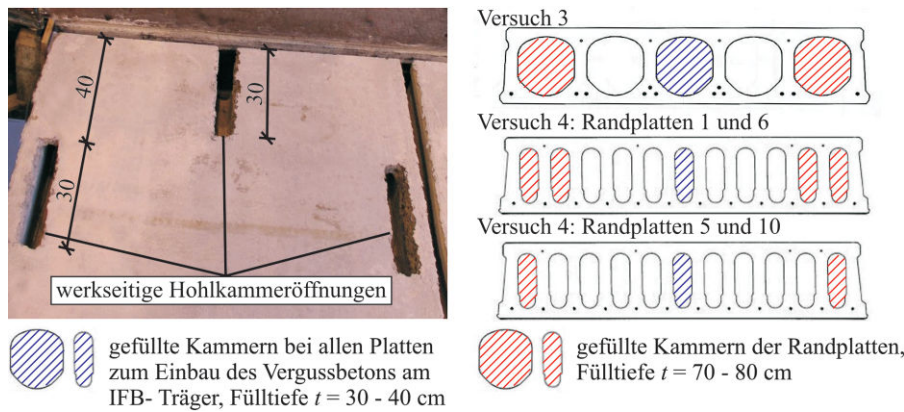 40
30
30
werkseitige Hohlkammeröffnungen
gefüllte Kammern bei allen Platten
zum Einbau des Vergussbetons am
IFB- Träger, Fülltiefe t = 30 - 40 cm
Versuch 3
Versuch 4: Randplatten 1 und 6
Versuch 4: Randplatten 5 und 10
gefüllte Kammern der Randplatten,
Fülltiefe t = 70 - 80 cm